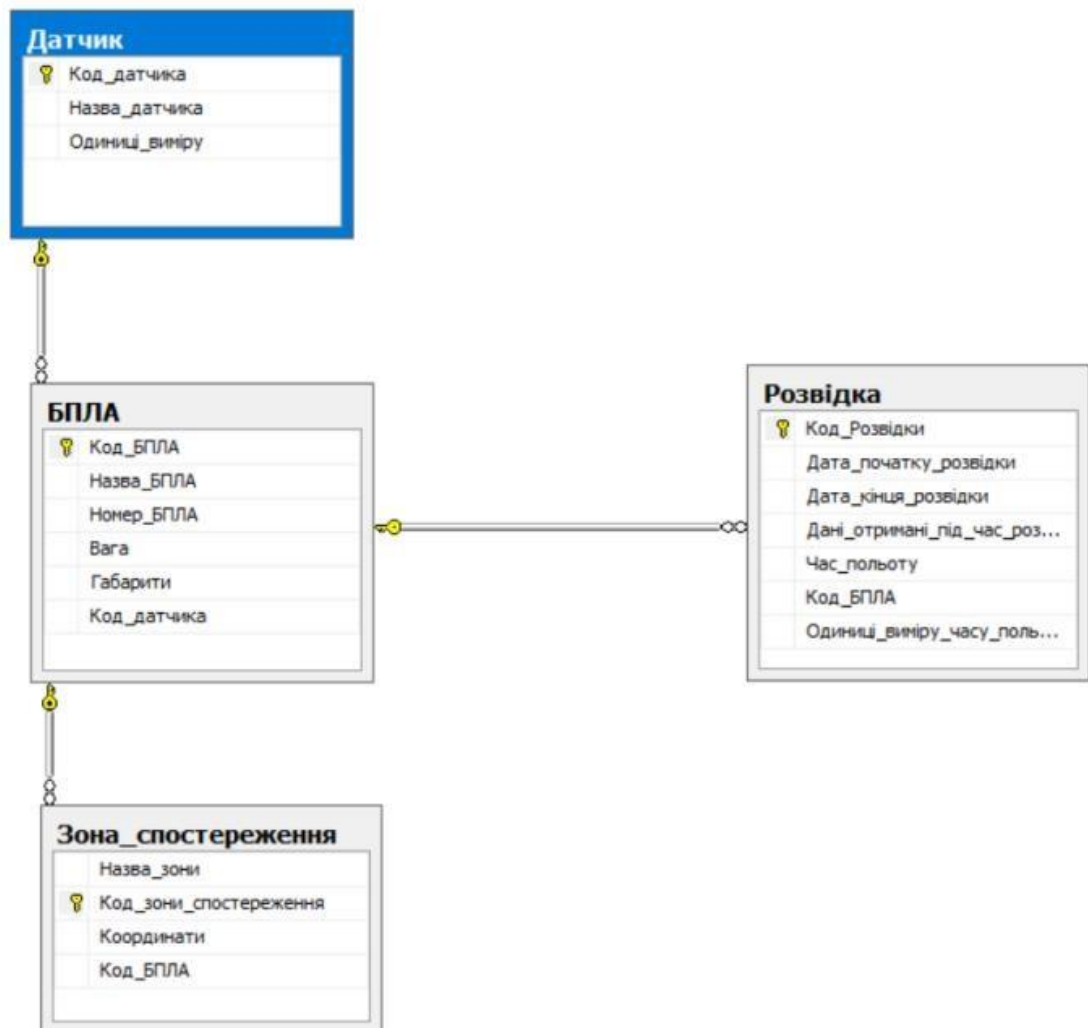 Датчик
Код_датчика
Назва_датчика
Одиниці_виміру
БПЛА
Код_БПЛА
Назва_БПЛА
Номер_БПЛА
Вага
Габарити
Код_датчика
Розвідка
Код_Розвідки
Дата_початку_розвідки
Дата_кінця_розвідки
Дані_отримані_під_час_роз...
Час_польоту
Код_БПЛА
Одиниці_виміру_часу_поль...
Зона_спостереження
Назва_зони
Код_зони_спостереження
Координати
Код_БПЛА